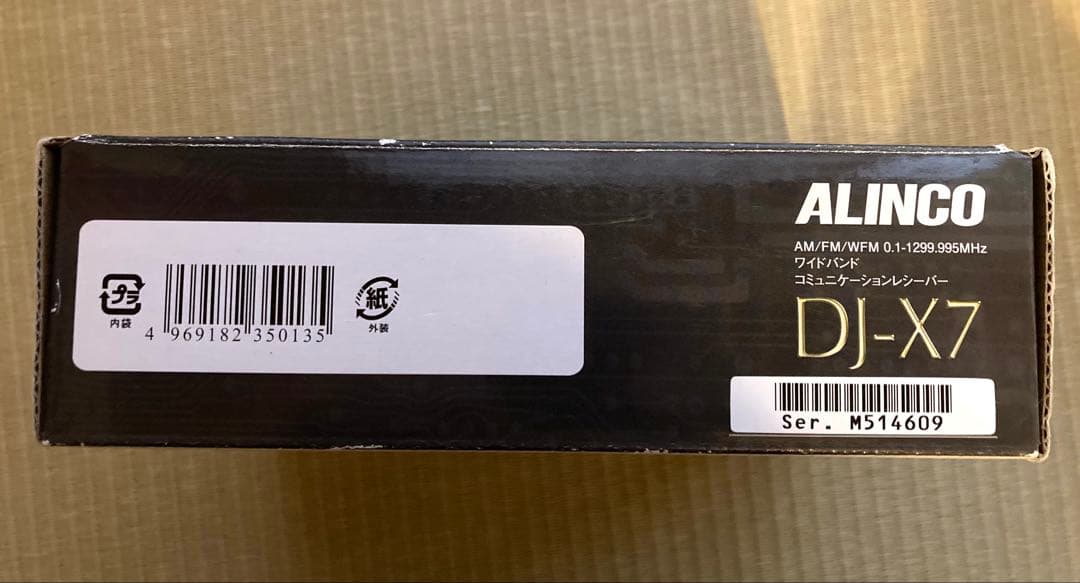 ALINCO
AM/FM/WFM 0.1-1299.995MHz
ワイドバンド
コミュニケーションレシーバー
DJ-X7
Ser. M514609
プラ
内袋
4 969182 350135
紙
外装